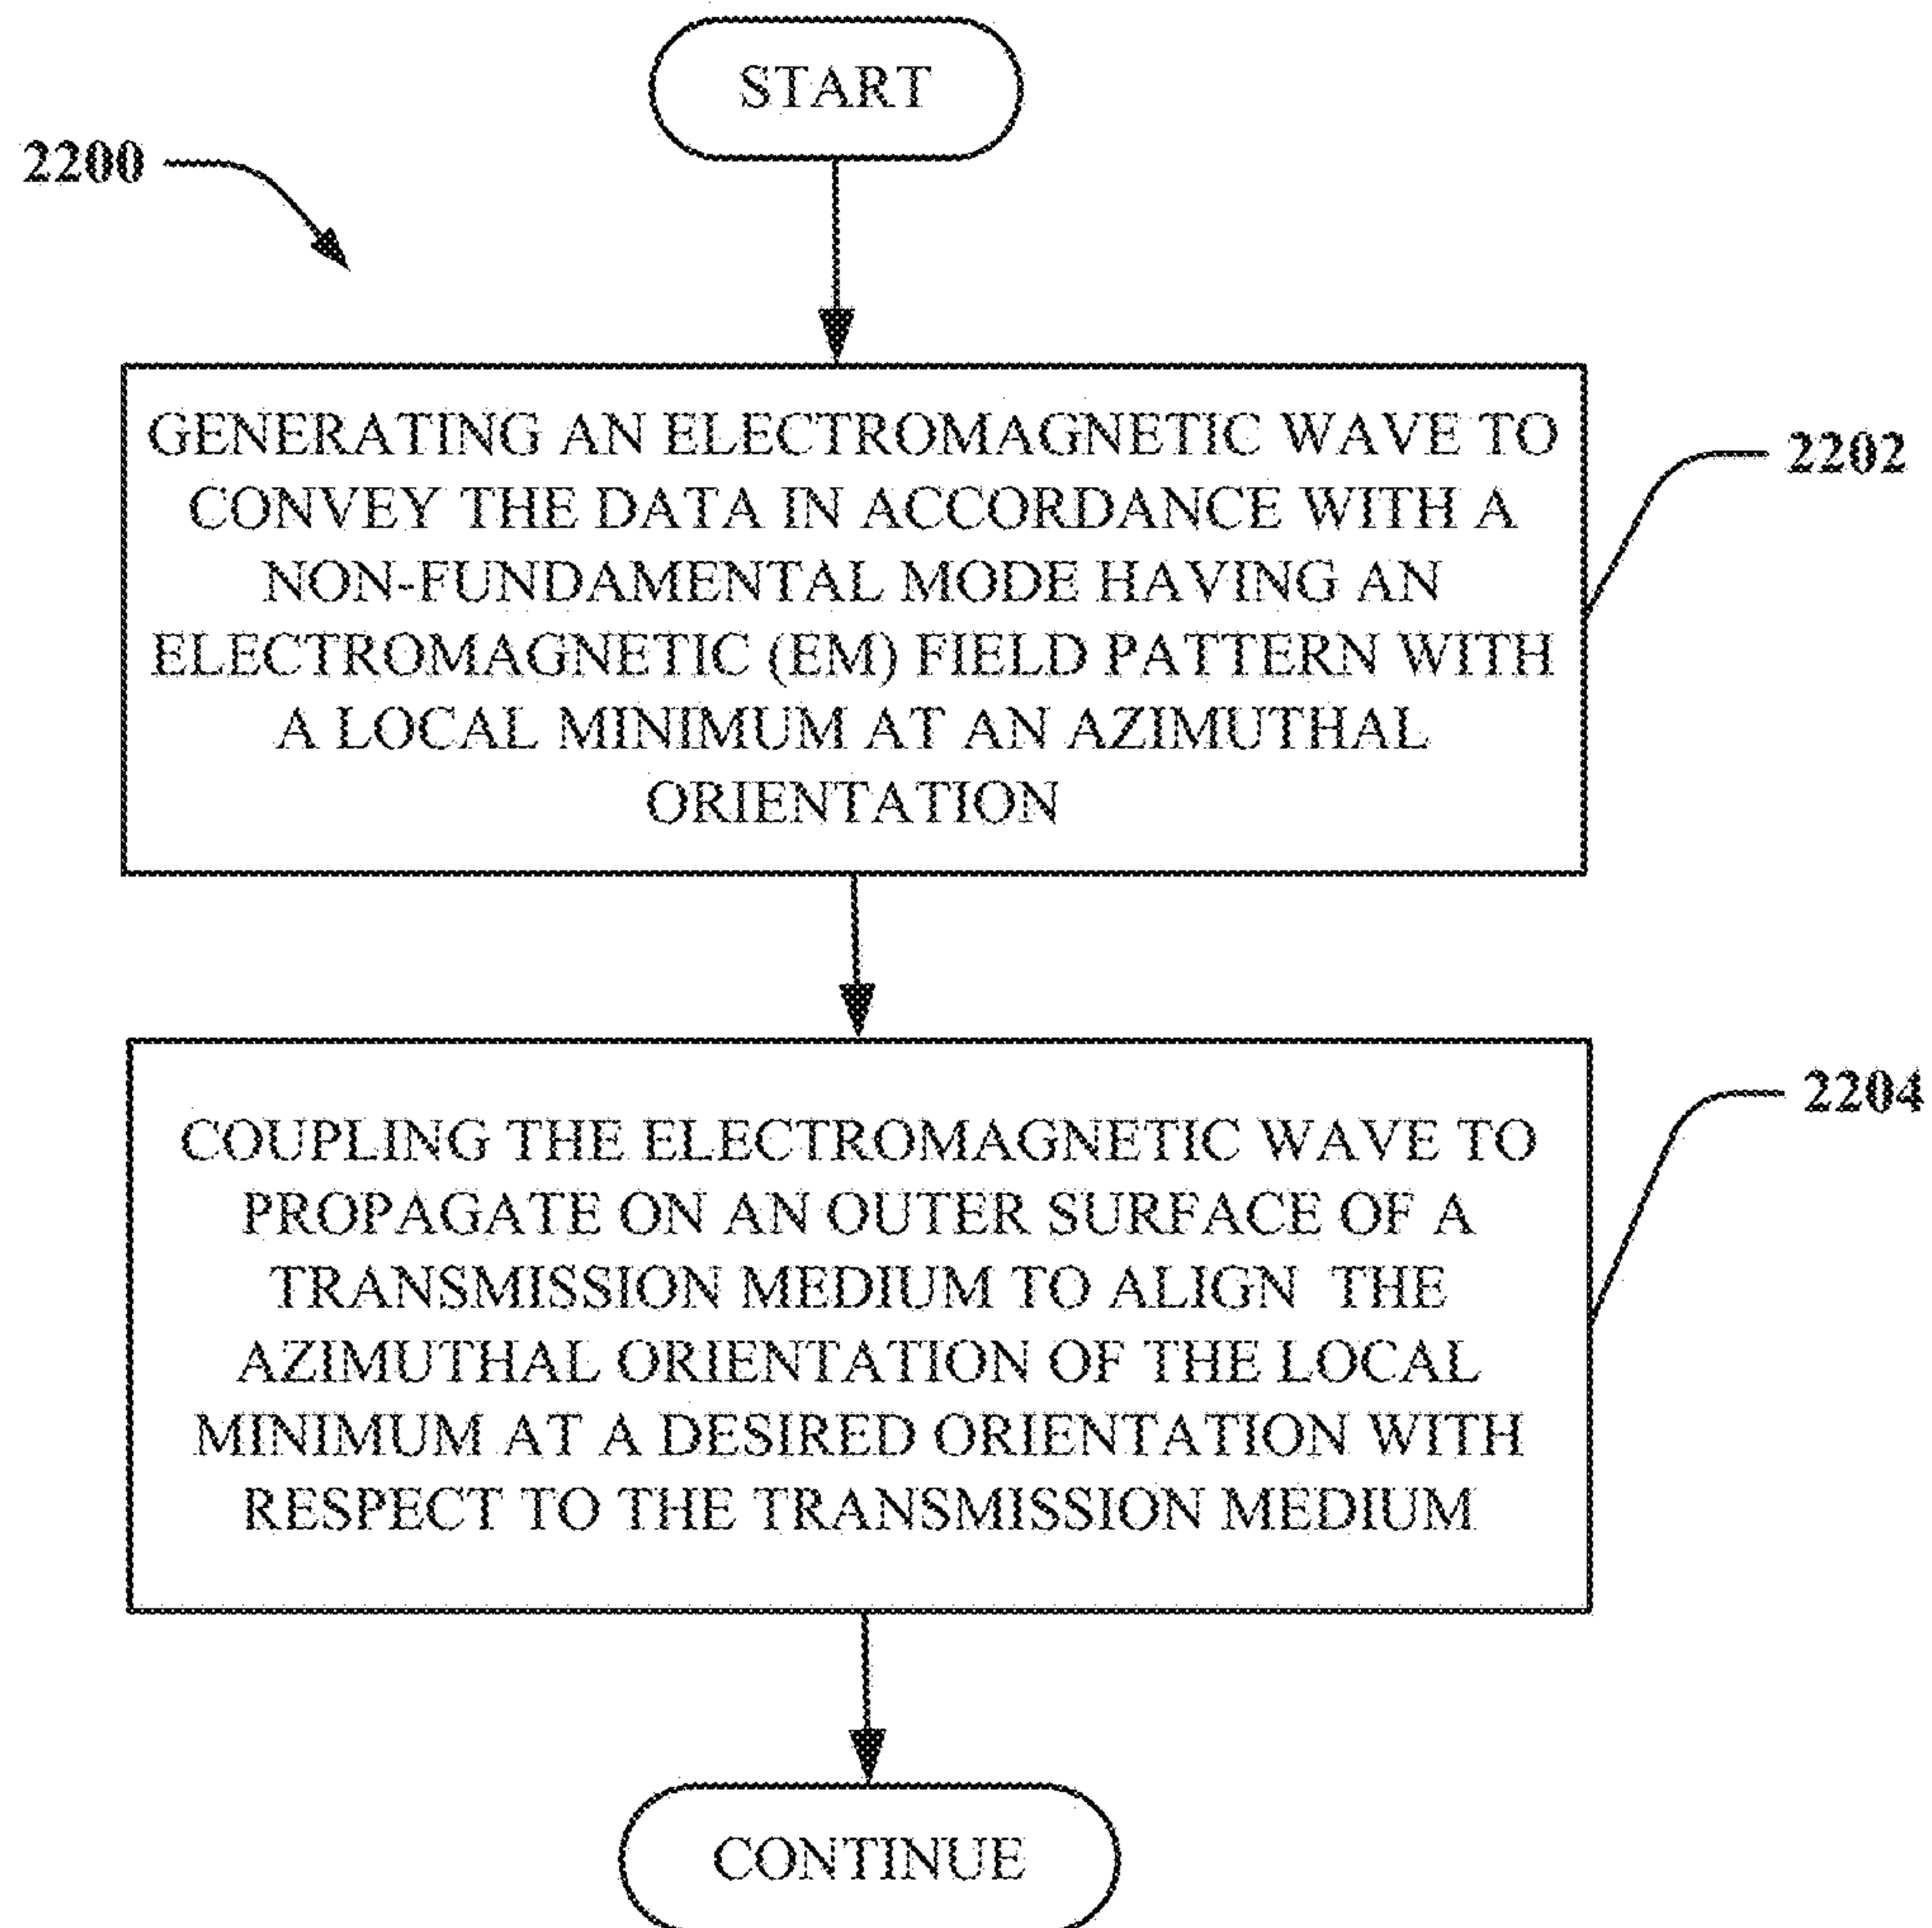 START
2200
GENERATING AN ELECTROMAGNETIC WAVE TO
CONVEY THE DATA IN ACCORDANCE WITH A
NON-FUNDAMENTAL MODE HAVING AN
ELECTROMAGNETIC (EM) FIELD PATTERN WITH
A LOCAL MINIMUM AT AN AZIMUTHAL
ORIENTATION
2202
COUPLING THE ELECTROMAGNETIC WAVE TO
PROPAGATE ON AN OUTER SURFACE OF A
TRANSMISSION MEDIUM TO ALIGN THE
AZIMUTHAL ORIENTATION OF THE LOCAL
MINIMUM AT A DESIRED ORIENTATION WITH
RESPECT TO THE TRANSMISSION MEDIUM
2204
CONTINUE